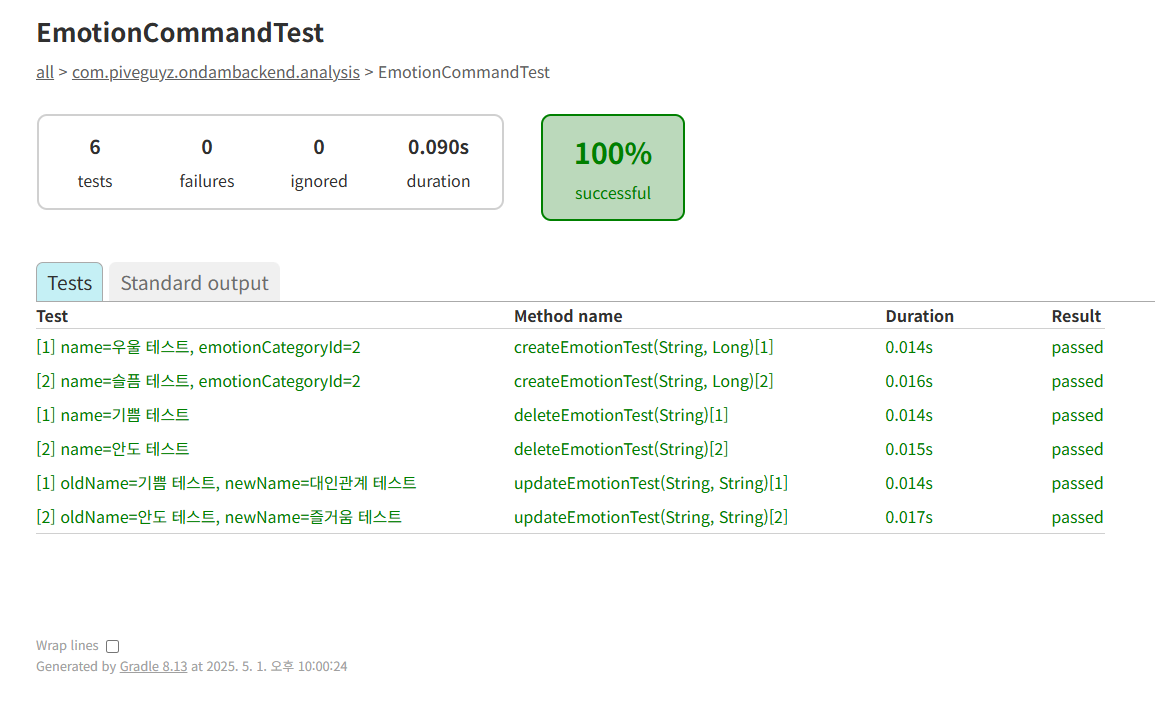 EmotionCommandTest
all > com.piveguyz.ondambackend.analysis > EmotionCommandTest
6 0 0 0.090s
tests failures ignored duration
100%
successful
Tests Standard output
Test Method name Duration Result
[1] name=우울 테스트, emotionCategoryId=2 createEmotionTest(String, Long)[1] 0.014s passed
[2] name=슬픔 테스트, emotionCategoryId=2 createEmotionTest(String, Long)[2] 0.016s passed
[1] name=기쁨 테스트 deleteEmotionTest(String)[1] 0.014s passed
[2] name=안도 테스트 deleteEmotionTest(String)[2] 0.015s passed
[1] oldName=기쁨 테스트, newName=대인관계 테스트 updateEmotionTest(String, String)[1] 0.014s passed
[2] oldName=안도 테스트, newName=즐거움 테스트 updateEmotionTest(String, String)[2] 0.017s passed
Wrap lines
Generated by Gradle 8.13 at 2025. 5. 1. 오후 10:00:24